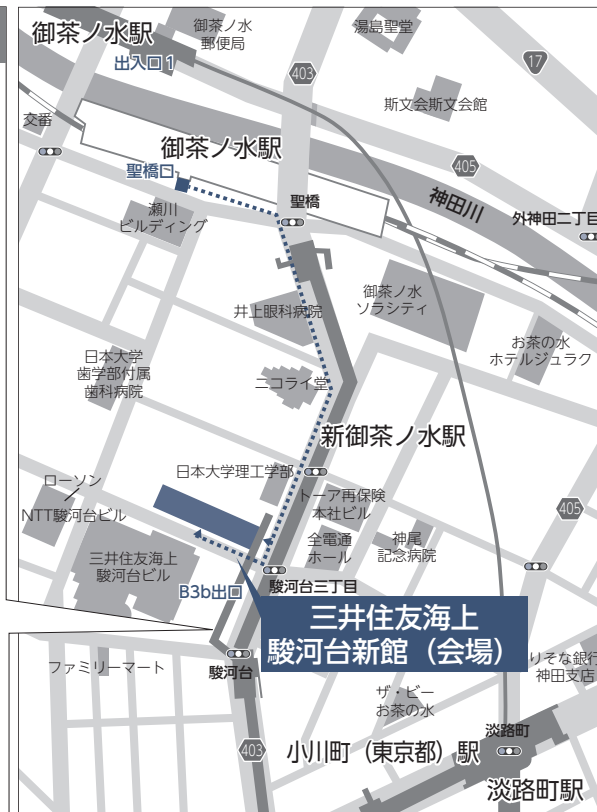 御茶ノ水駅
出入口1
御茶ノ水
郵便局
湯島聖堂
403
17
斯文会斯文会館
交番
御茶ノ水駅
聖橋口
405
神田川
外神田二丁目
瀬川
ビルディング
聖橋
井上眼科病院
御茶ノ水
ソラシティ
お茶の水
ホテルジュラク
日本大学
歯学部付属
歯科病院
ニコライ堂
新御茶ノ水駅
日本大学理工学部
ローソン
NTT駿河台ビル
トーア再保険
本社ビル
405
全電通
ホール
神尾
記念病院
三井住友海上
駿河台ビル
B3b出口
駿河台三丁目
三井住友海上
駿河台新館（会場）
ファミリーマート
駿河台
りそな銀行
神田支店
ザ・ビー
お茶の水
淡路町
403
小川町（東京都）駅
淡路町駅